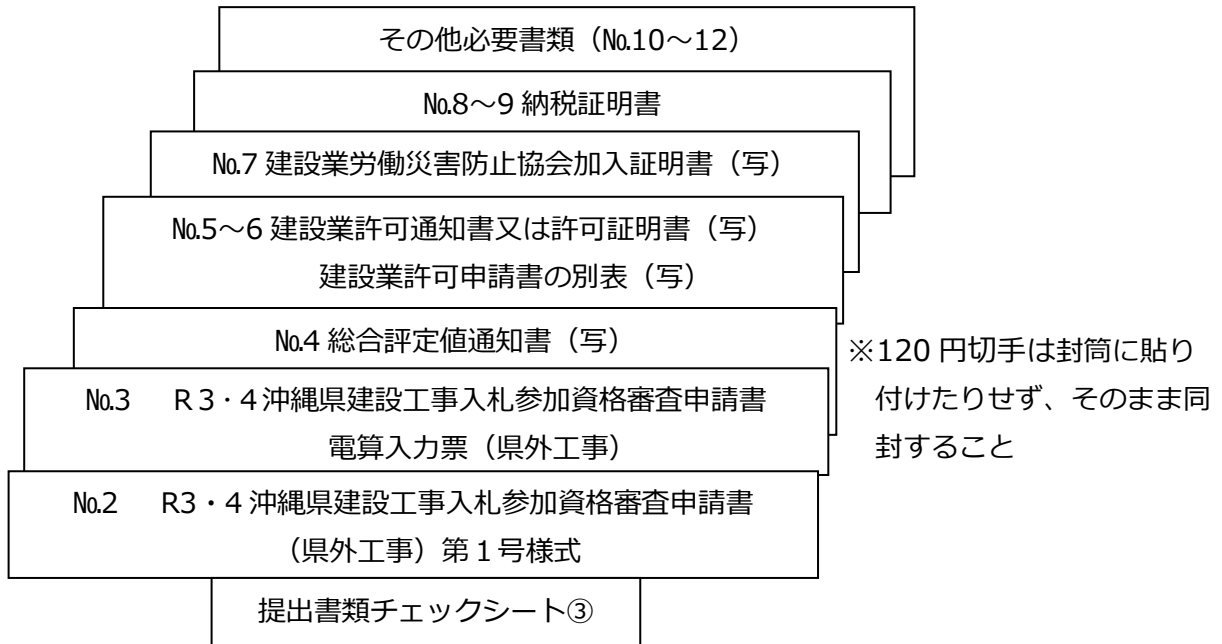 その他必要書類（№10～12）
№8～9 納税証明書
№7 建設業労働災害防止協会加入証明書（写）
№5～6 建設業許可通知書又は許可証明書（写）
建設業許可申請書の別表（写）
№4 総合評定値通知書（写）
※120 円切手は封筒に貼り
付けたりせず、そのまま同
封すること
№3 Ｒ3・4 沖縄県建設工事入札参加資格審査申請書
電算入力票（県外工事）
№2 R3・4 沖縄県建設工事入札参加資格審査申請書
（県外工事）第１号様式
提出書類チェックシート③